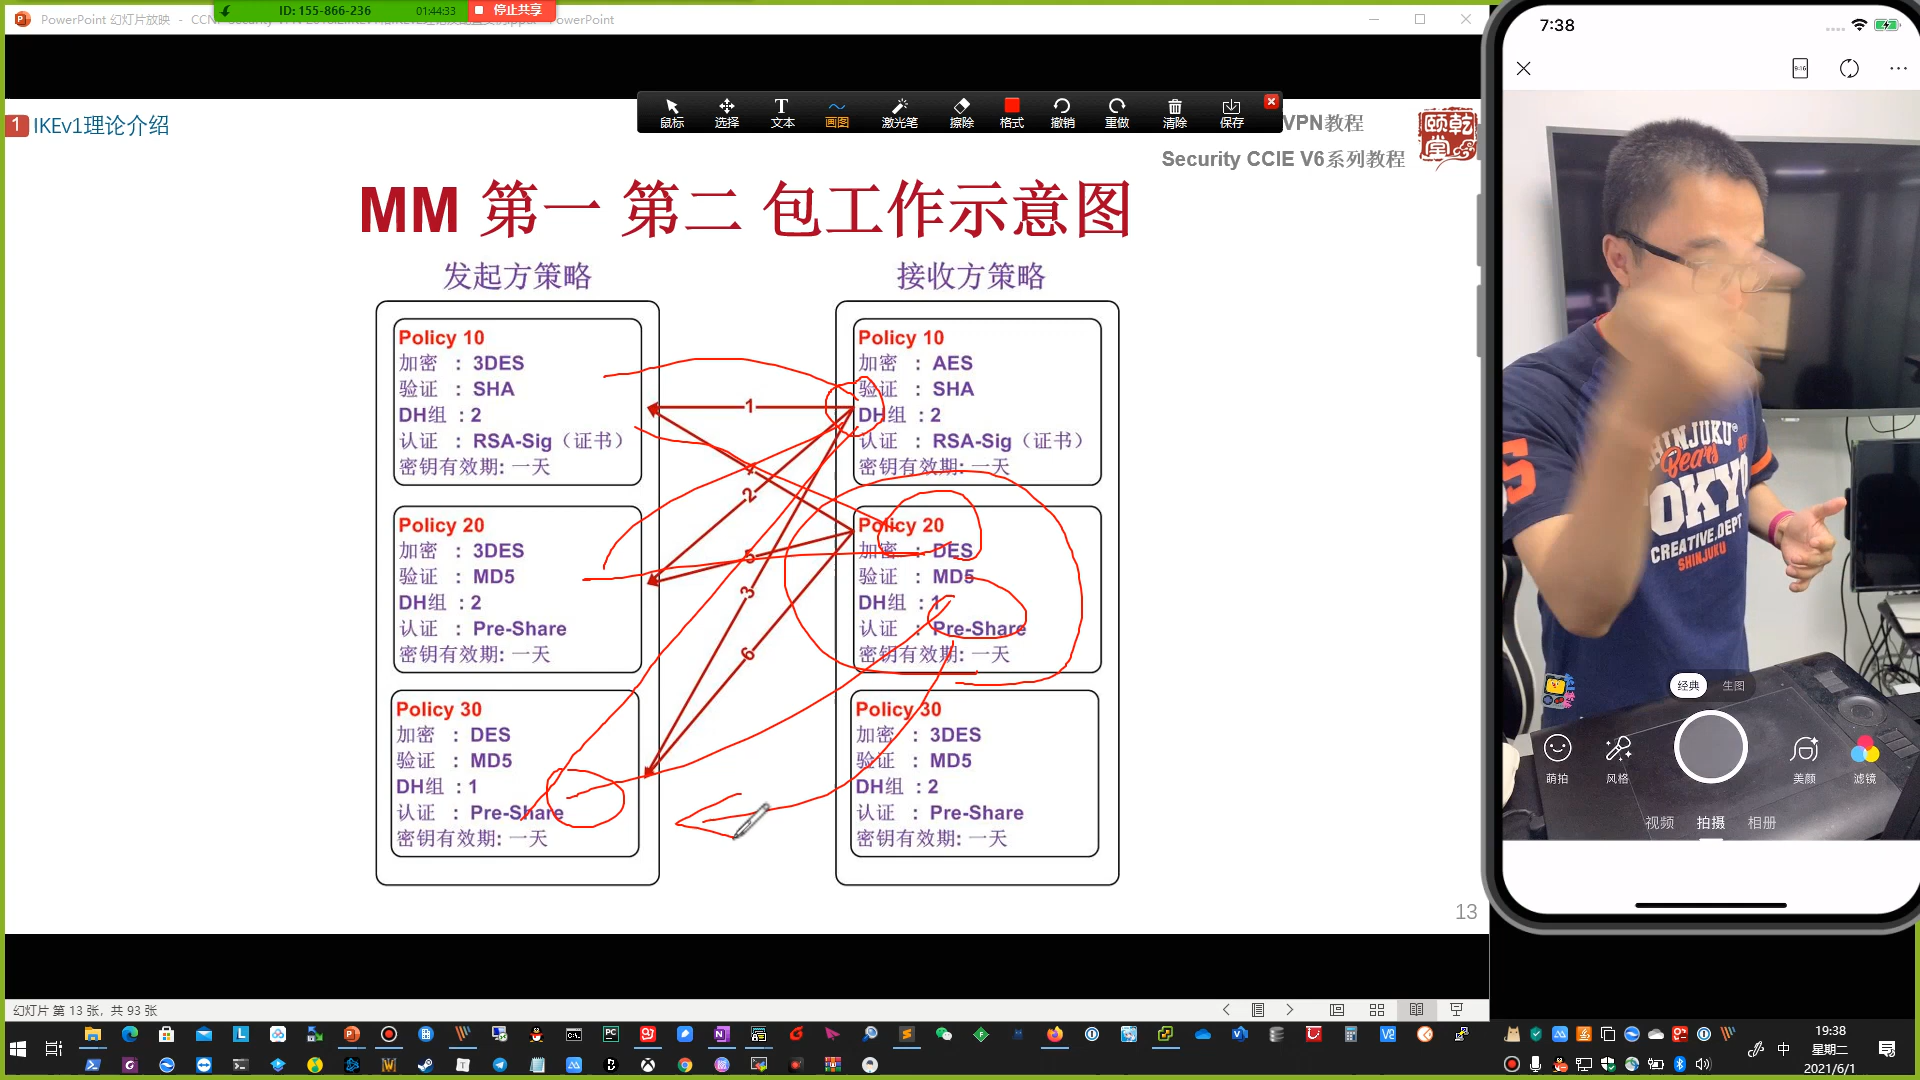 PowerPoint 幻灯片放映 - CCN
PowerPoint
ID: 155-866-236
01:44:33
停止共享
1 IKEv1理论介绍
鼠标 选择 文本 画图 激光笔 擦除 格式 撤销 重做 清除 保存
VPN教程
Security CCIE V6系列教程
颐乾堂
MM 第一 第二 包工作示意图
发起方策略
Policy 10
加密 : 3DES
验证 : SHA
DH组 : 2
认证 : RSA-Sig（证书）
密钥有效期: 一天
Policy 20
加密 : 3DES
验证 : MD5
DH组 : 2
认证 : Pre-Share
密钥有效期: 一天
Policy 30
加密 : DES
验证 : MD5
DH组 : 1
认证 : Pre-Share
密钥有效期: 一天
1
4
2
5
3
6
接收方策略
Policy 10
加密 : AES
验证 : SHA
DH组 : 2
认证 : RSA-Sig（证书）
密钥有效期: 一天
Policy 20
加密 : DES
验证 : MD5
DH组 : 1
认证 : Pre-Share
密钥有效期: 一天
Policy 30
加密 : 3DES
验证 : MD5
DH组 : 2
认证 : Pre-Share
密钥有效期: 一天
13
幻灯片 第 13 张，共 93 张
7:38
9:16
SHINJUKU
Bears
TOKYO
CREATIVE.DEPT
SHINJUKU
经典 生图
萌拍 风格 美颜 滤镜
视频 拍摄 相册
中
19:38
星期二
2021/6/1